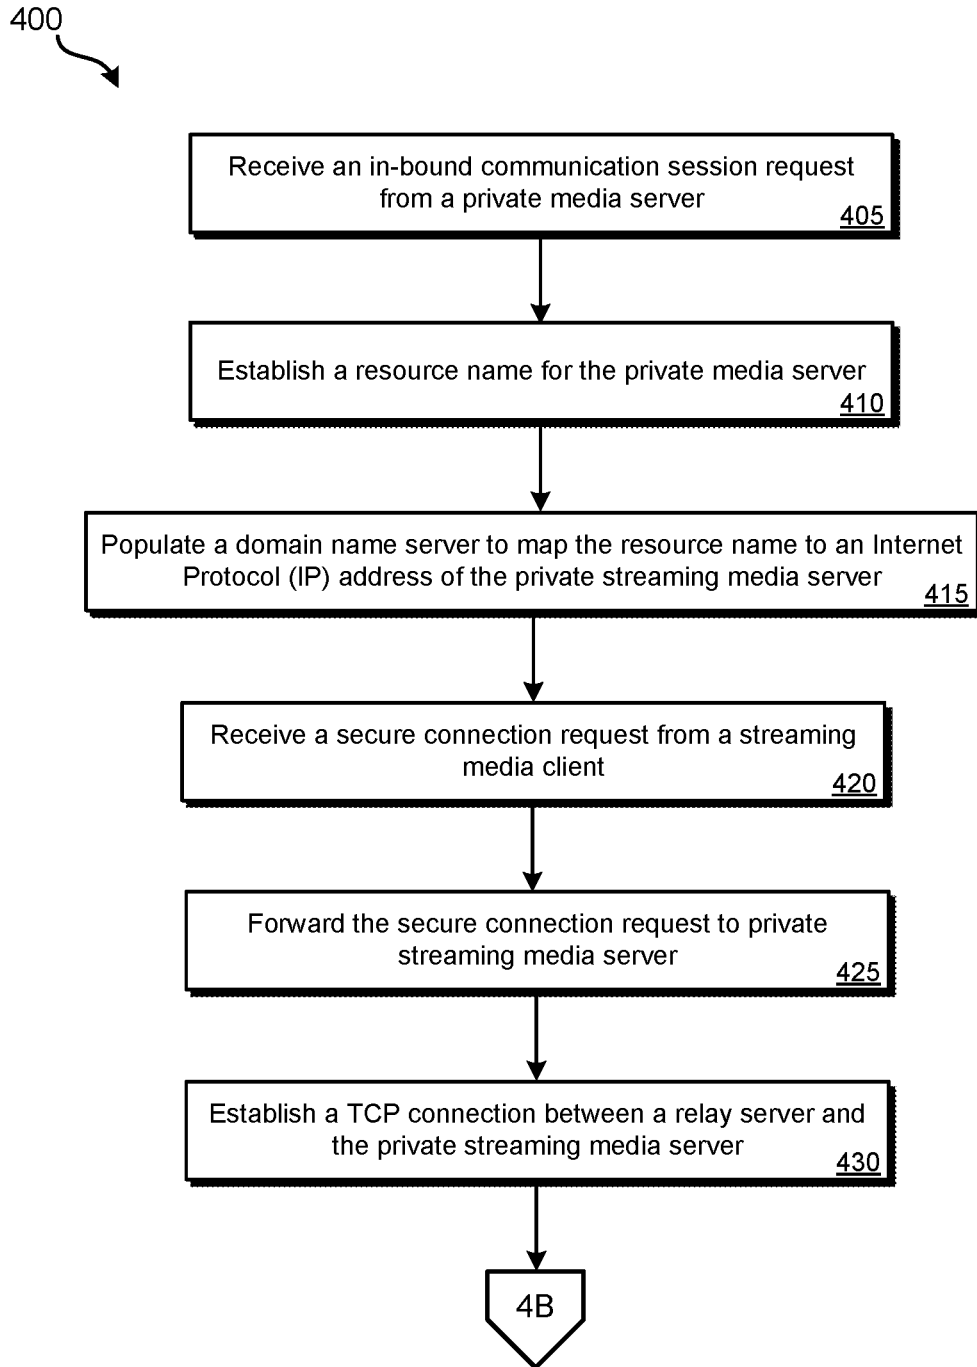 400
Receive an in-bound communication session request
from a private media server
405
Establish a resource name for the private media server
410
Populate a domain name server to map the resource name to an Internet
Protocol (IP) address of the private streaming media server
415
Receive a secure connection request from a streaming
media client
420
Forward the secure connection request to private
streaming media server
425
Establish a TCP connection between a relay server and
the private streaming media server
430
4B